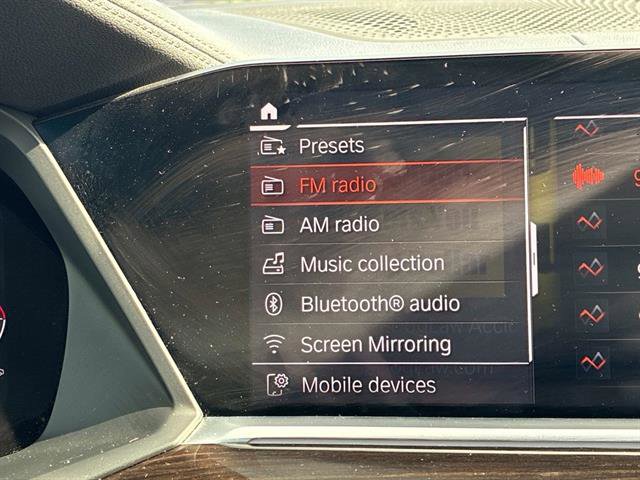 Presets
FM radio
AM radio
Music collection
Bluetooth® audio
Screen Mirroring
Mobile devices